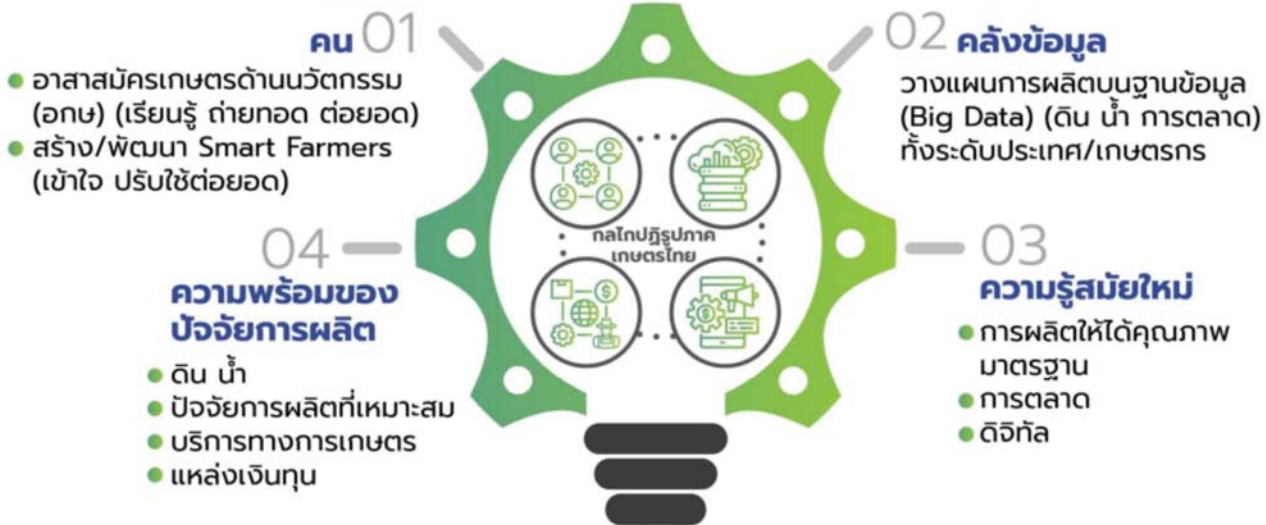 คน 01
อาสาสมัครเกษตรด้านนวัตกรรม
(อกษ) (เรียนรู้ ถ่ายทอด ต่อยอด)
สร้าง/พัฒนา Smart Farmers
(เข้าใจ ปรับใช้ต่อยอด)
02 คลังข้อมูล
วางแผนการผลิตบนฐานข้อมูล
(Big Data) (ดิน น้ำ การตลาด)
ทั้งระดับประเทศ/เกษตรกร
กลไกปฏิรูปภาค
เกษตรไทย
03
ความรู้สมัยใหม่
การผลิตให้ได้คุณภาพ
มาตรฐาน
การตลาด
ดิจิทัล
04
ความพร้อมของ
ปัจจัยการผลิต
ดิน น้ำ
ปัจจัยการผลิตที่เหมาะสม
บริการทางการเกษตร
แหล่งเงินทุน